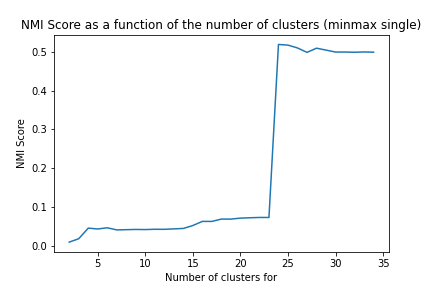 NMI Score as a function of the number of clusters (minmax single)
0.5
0.4
0.3
0.2
0.1
0.0
NMI Score
5 10 15 20 25 30 35
Number of clusters for